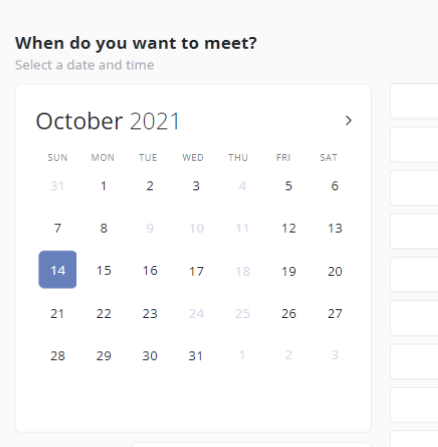 When do you want to meet?
Select a date and time
October 2021
SUN MON TUE WED THU FRI SAT
31 1 2 3 4 5 6
7 8 9 10 11 12 13
14 15 16 17 18 19 20
21 22 23 24 25 26 27
28 29 30 31 1 2 3